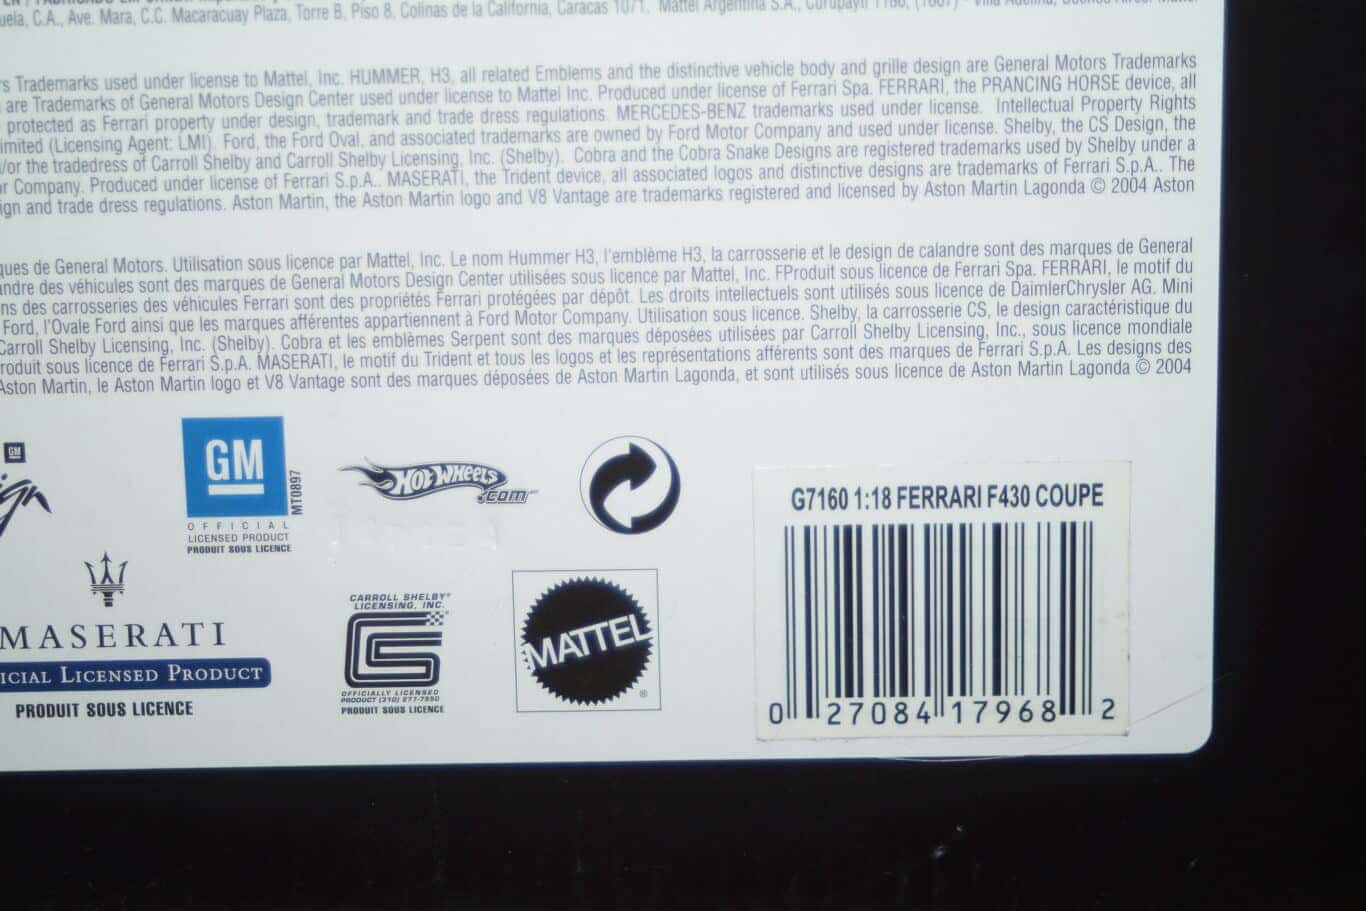 uela, C.A., Ave. Mara, C.C. Macaracuay Plaza, Torre B, Piso 8, Colinas de la California, Caracas 1071. Mattel Argentina S.A., Curupaytí 1186, (1607) - Villa Adelina, Buenos Aires.
rs Trademarks used under license to Mattel, Inc. HUMMER, H3, all related Emblems and the distinctive vehicle body and grille design are General Motors Trademarks
are Trademarks of General Motors Design Center used under license to Mattel Inc. Produced under license of Ferrari Spa. FERRARI, the PRANCING HORSE device, all
protected as Ferrari property under design, trademark and trade dress regulations. MERCEDES-BENZ trademarks used under license. Intellectual Property Rights
imited (Licensing Agent: LMI). Ford, the Ford Oval, and associated trademarks are owned by Ford Motor Company and used under license. Shelby, the CS Design, the
/or the tradedress of Carroll Shelby and Carroll Shelby Licensing, Inc. (Shelby). Cobra and the Cobra Snake Designs are registered trademarks used by Shelby under a
or Company. Produced under license of Ferrari S.p.A.. MASERATI, the Trident device, all associated logos and distinctive designs are trademarks of Ferrari S.p.A.. The
ign and trade dress regulations. Aston Martin, the Aston Martin logo and V8 Vantage are trademarks registered and licensed by Aston Martin Lagonda © 2004 Aston
ques de General Motors. Utilisation sous licence par Mattel, Inc. Le nom Hummer H3, l'emblème H3, la carrosserie et le design de calandre sont des marques de General
andre des véhicules sont des marques de General Motors Design Center utilisées sous licence par Mattel, Inc. FProduit sous licence de Ferrari Spa. FERRARI, le motif du
ns des carrosseries des véhicules Ferrari sont des propriétés Ferrari protégées par dépôt. Les droits intellectuels sont utilisés sous licence de DaimlerChrysler AG. Mini
Ford, l'Ovale Ford ainsi que les marques afférentes appartiennent à Ford Motor Company. Utilisation sous licence. Shelby, la carrosserie CS, le design caractéristique du
Carroll Shelby Licensing, Inc. (Shelby). Cobra et les emblèmes Serpent sont des marques déposées utilisées par Carroll Shelby Licensing, Inc., sous licence mondiale
roduit sous licence de Ferrari S.p.A. MASERATI, le motif du Trident et tous les logos et les représentations afférents sont des marques de Ferrari S.p.A. Les designs des
Aston Martin, le Aston Martin logo et V8 Vantage sont des marques déposées de Aston Martin Lagonda, et sont utilisés sous licence de Aston Martin Lagonda © 2004
GM
ign
GM
MT0897
OFFICIAL
LICENSED PRODUCT
PRODUIT SOUS LICENCE
HOT WHEELS
.com
MASERATI
ICIAL LICENSED PRODUCT
PRODUIT SOUS LICENCE
CARROLL SHELBY
LICENSING, INC.
CS
OFFICIALLY LICENSED
PRODUCT (310) 277-7950
PRODUIT SOUS LICENCE
MATTEL
®
G7160 1:18 FERRARI F430 COUPE
0 27084 17968 2